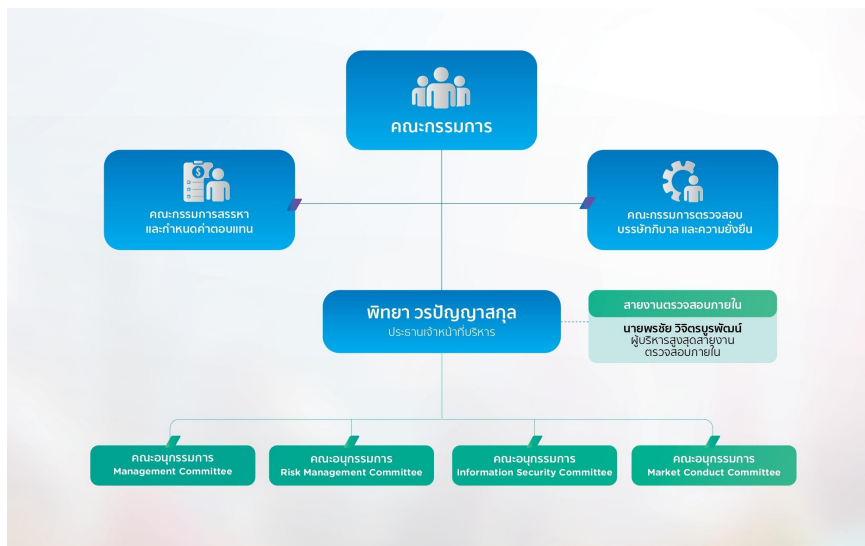 คณะกรรมการ
คณะกรรมการสรรหา
และกำหนดค่าตอบแทน
คณะกรรมการตรวจสอบ
บรรษัทภิบาล และความยั่งยืน
พิทยา วรปัญญาสกุล
ประธานเจ้าหน้าที่บริหาร
สายงานตรวจสอบภายใน
นายพรชัย วิจิตรบูรพัฒน์
ผู้บริหารสูงสุดสายงาน
ตรวจสอบภายใน
คณะอนุกรรมการ
Management Committee
คณะอนุกรรมการ
Risk Management Committee
คณะอนุกรรมการ
Information Security Committee
คณะอนุกรรมการ
Market Conduct Committee